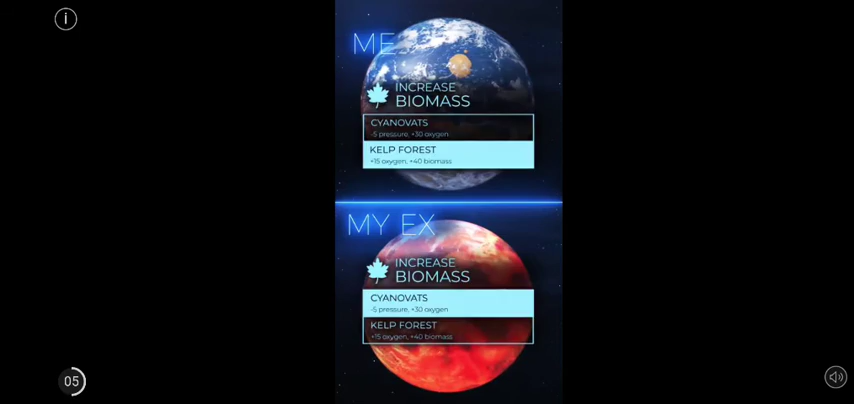 i
ME
INCREASE
BIOMASS
CYANOVATS
-5 pressure, +30 oxygen
KELP FOREST
+15 oxygen, +40 biomass
MY EX
INCREASE
BIOMASS
CYANOVATS
-5 pressure, +30 oxygen
KELP FOREST
+15 oxygen, +40 biomass
05